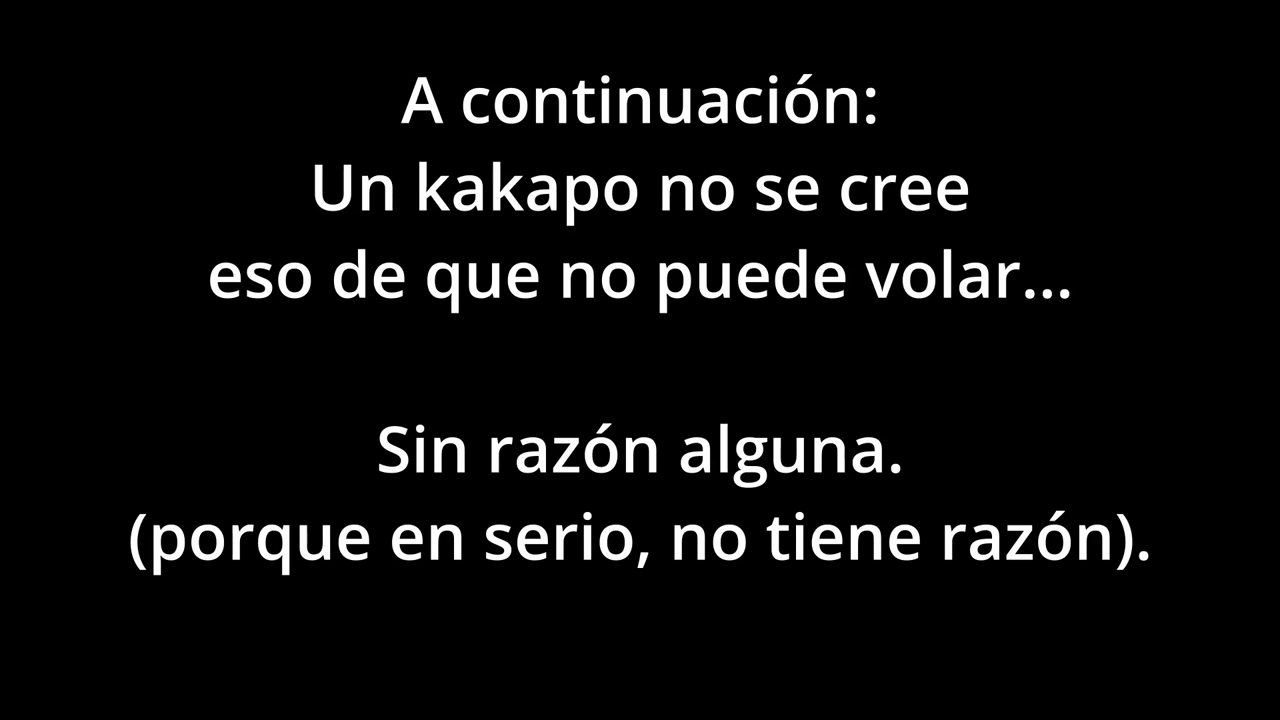 A continuación:
Un kakapo no se cree
eso de que no puede volar...
Sin razón alguna.
(porque en serio, no tiene razón).